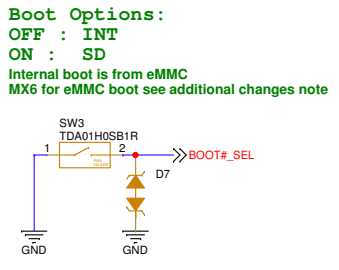 Boot Options:
OFF : INT
ON : SD
Internal boot is from eMMC
MX6 for eMMC boot see additional changes note
SW3
TDA01H0SB1R
1 2
BOOT#_SEL
D7
GND GND